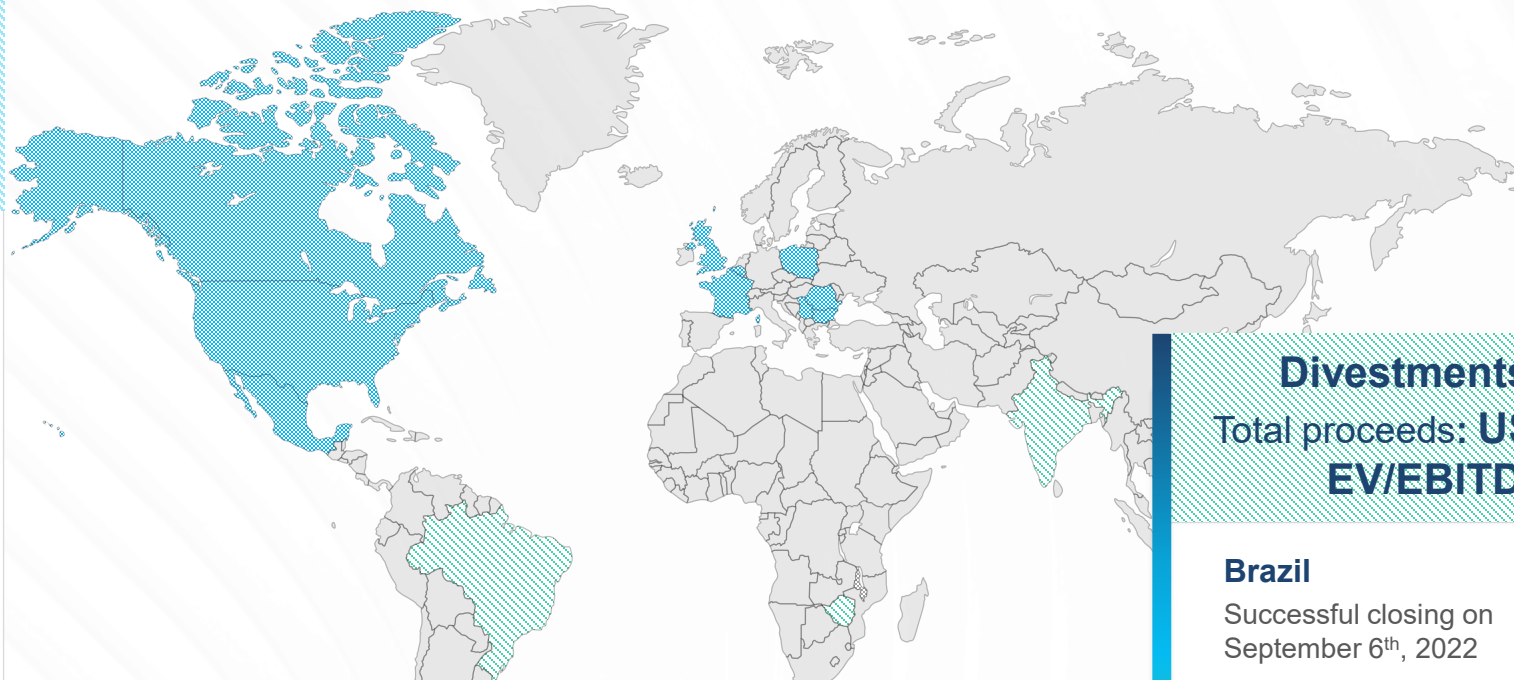 Divestments
Total proceeds: US
EV/EBITD
Brazil
Successful closing on
September 6th, 2022